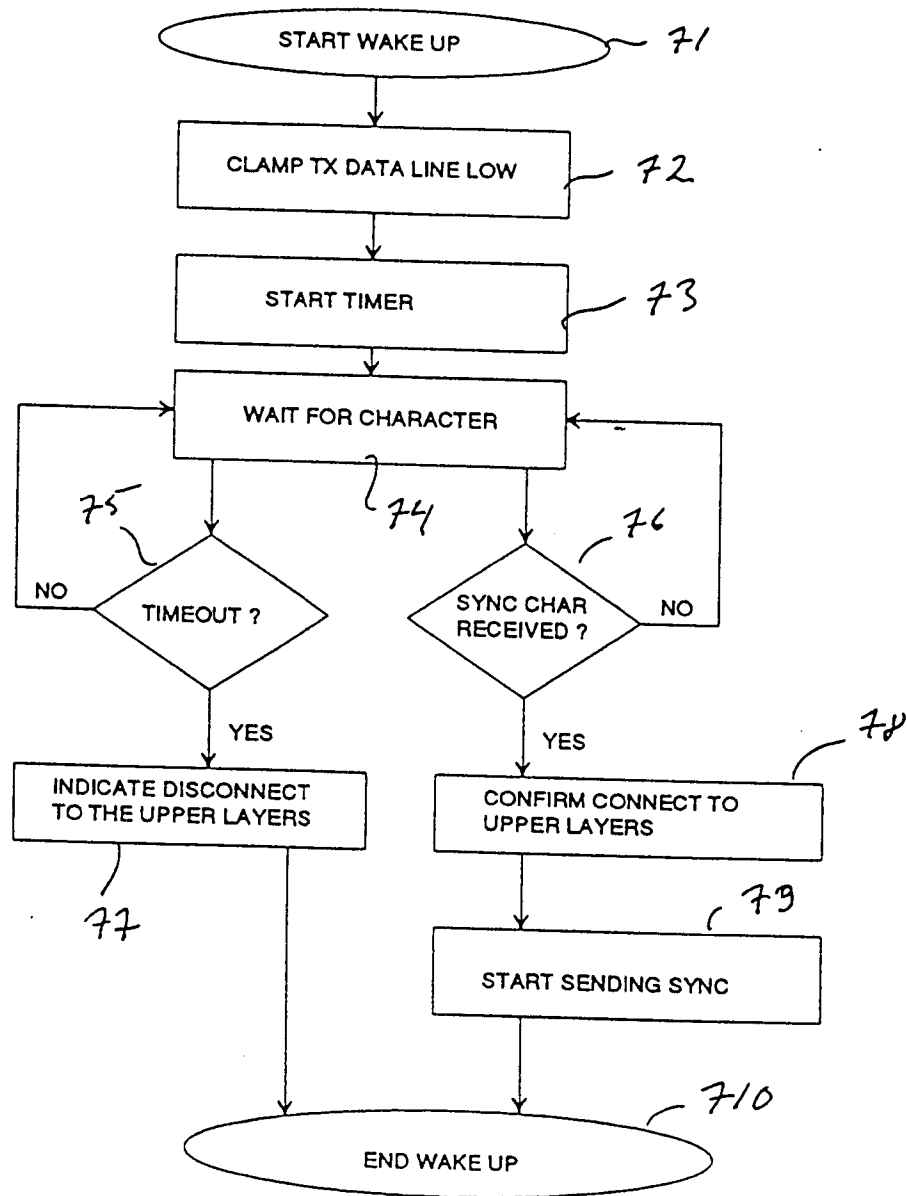 START WAKE UP
71
CLAMP TX DATA LINE LOW
72
START TIMER
73
WAIT FOR CHARACTER
74
75
76
NO
TIMEOUT ?
SYNC CHAR
RECEIVED ?
NO
YES
YES
78
INDICATE DISCONNECT
TO THE UPPER LAYERS
77
CONFIRM CONNECT TO
UPPER LAYERS
79
START SENDING SYNC
710
END WAKE UP